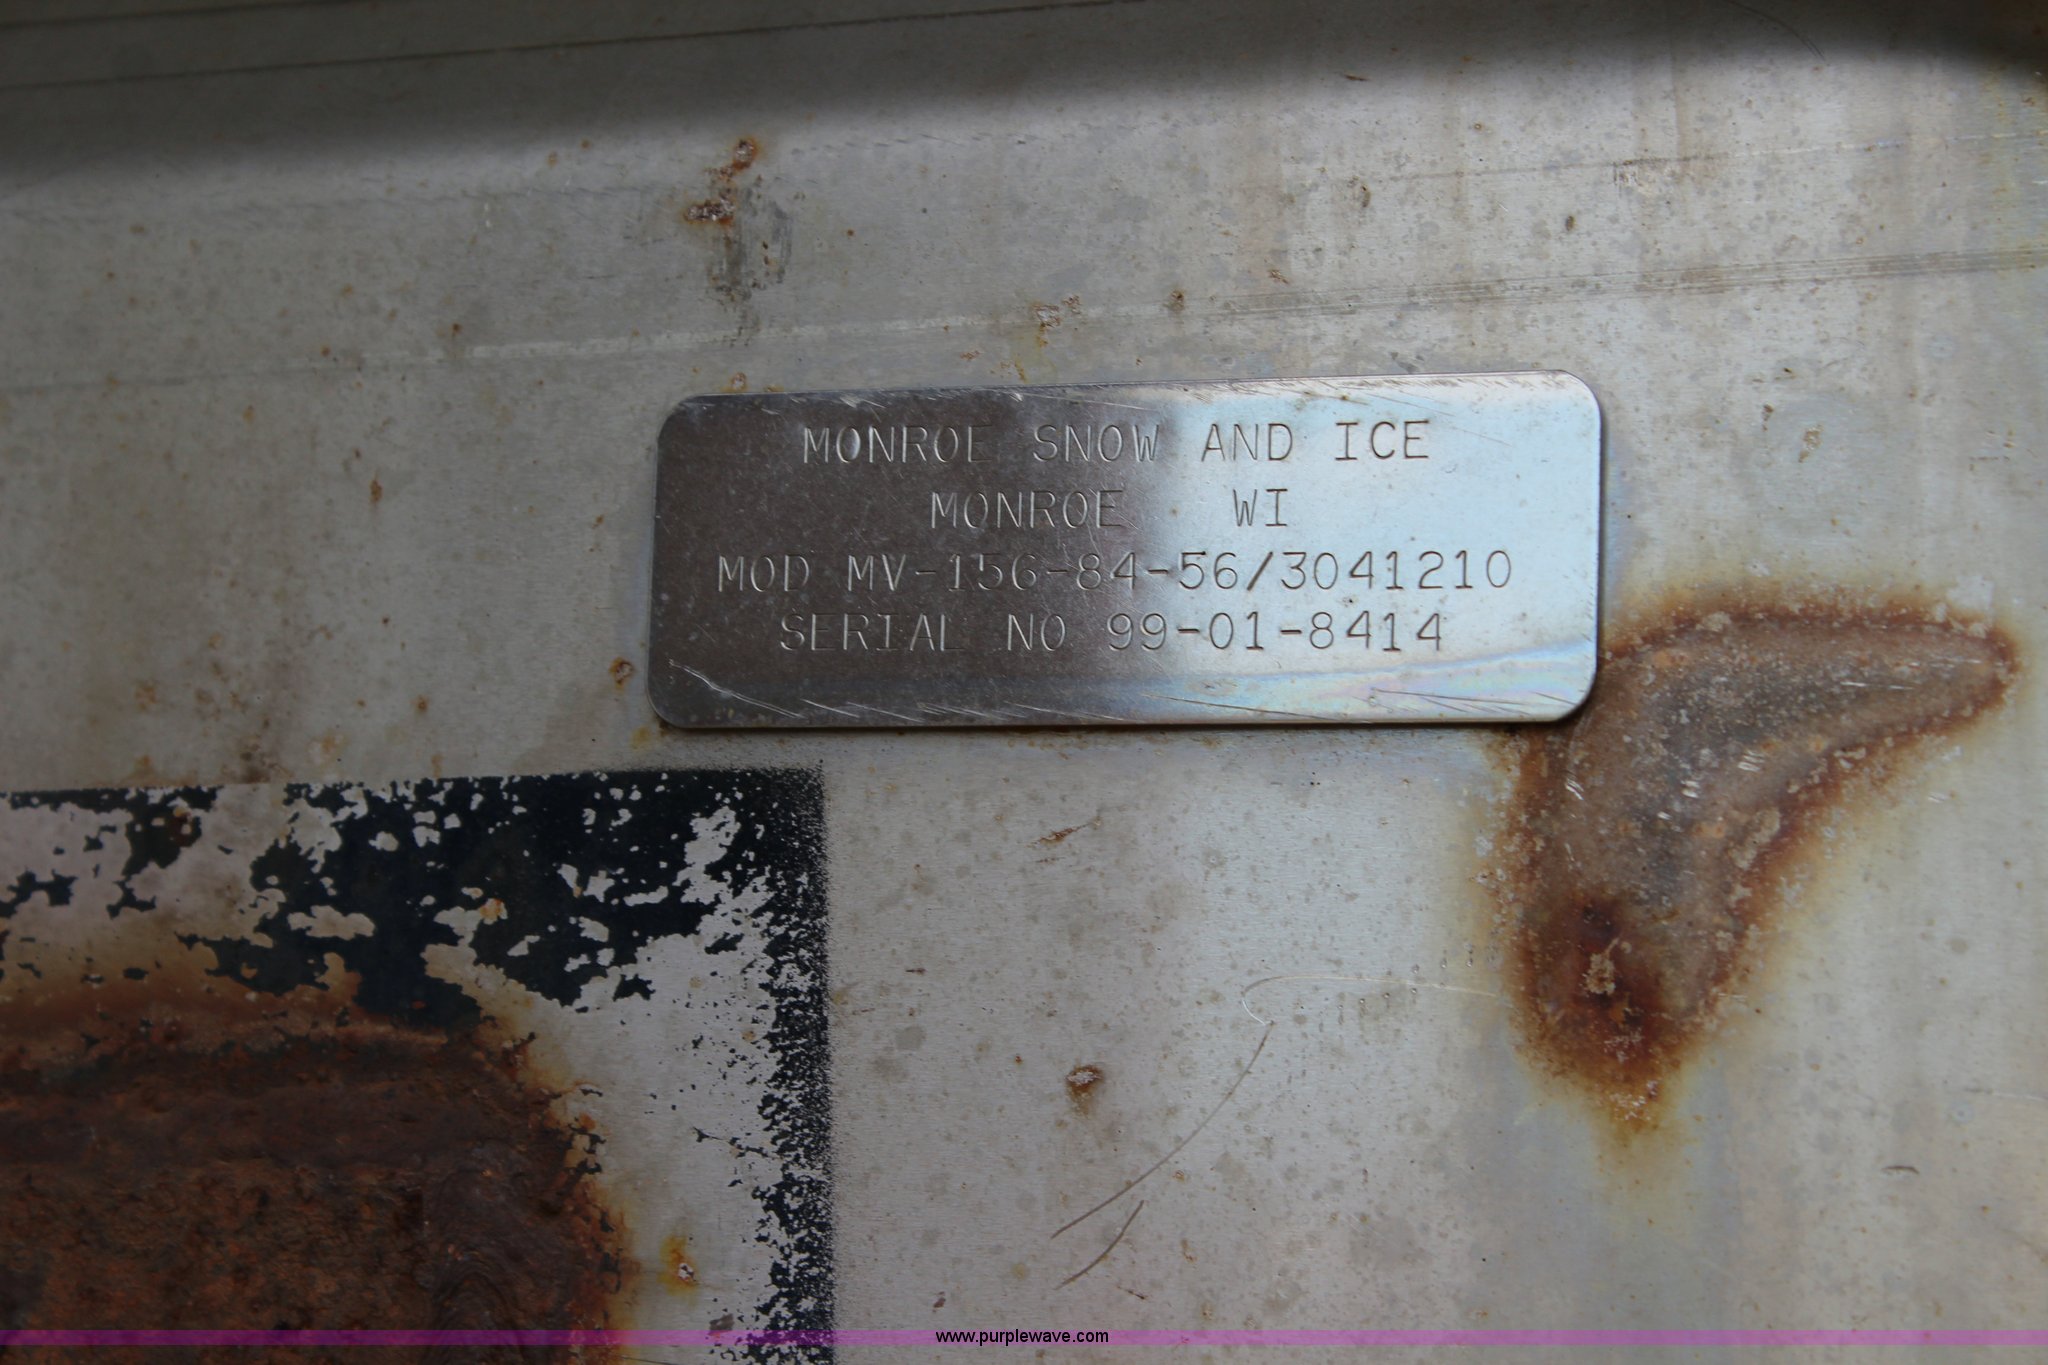 MONROE SNOW AND ICE
MONROE WI
MOD MV-156-84-56/3041210
SERIAL NO 99-01-8414
www.purplewave.com